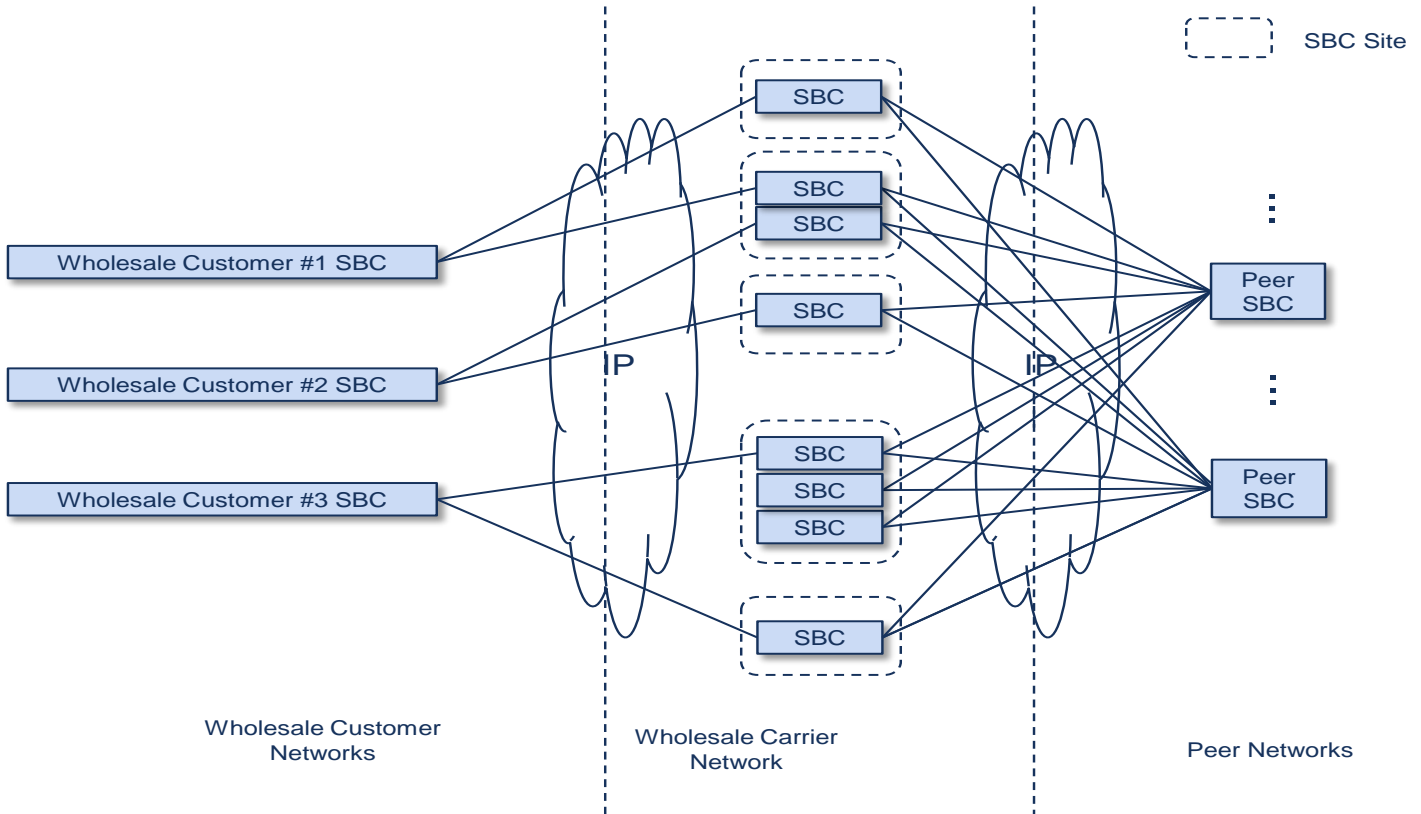 SBC Site
SBC
SBC
SBC
Wholesale Customer #1 SBC
Peer
SBC
SBC
IP
IP
Wholesale Customer #2 SBC
SBC
Peer
SBC
Wholesale Customer #3 SBC
SBC
SBC
SBC
Wholesale Customer
Networks
Wholesale Carrier
Network
Peer Networks